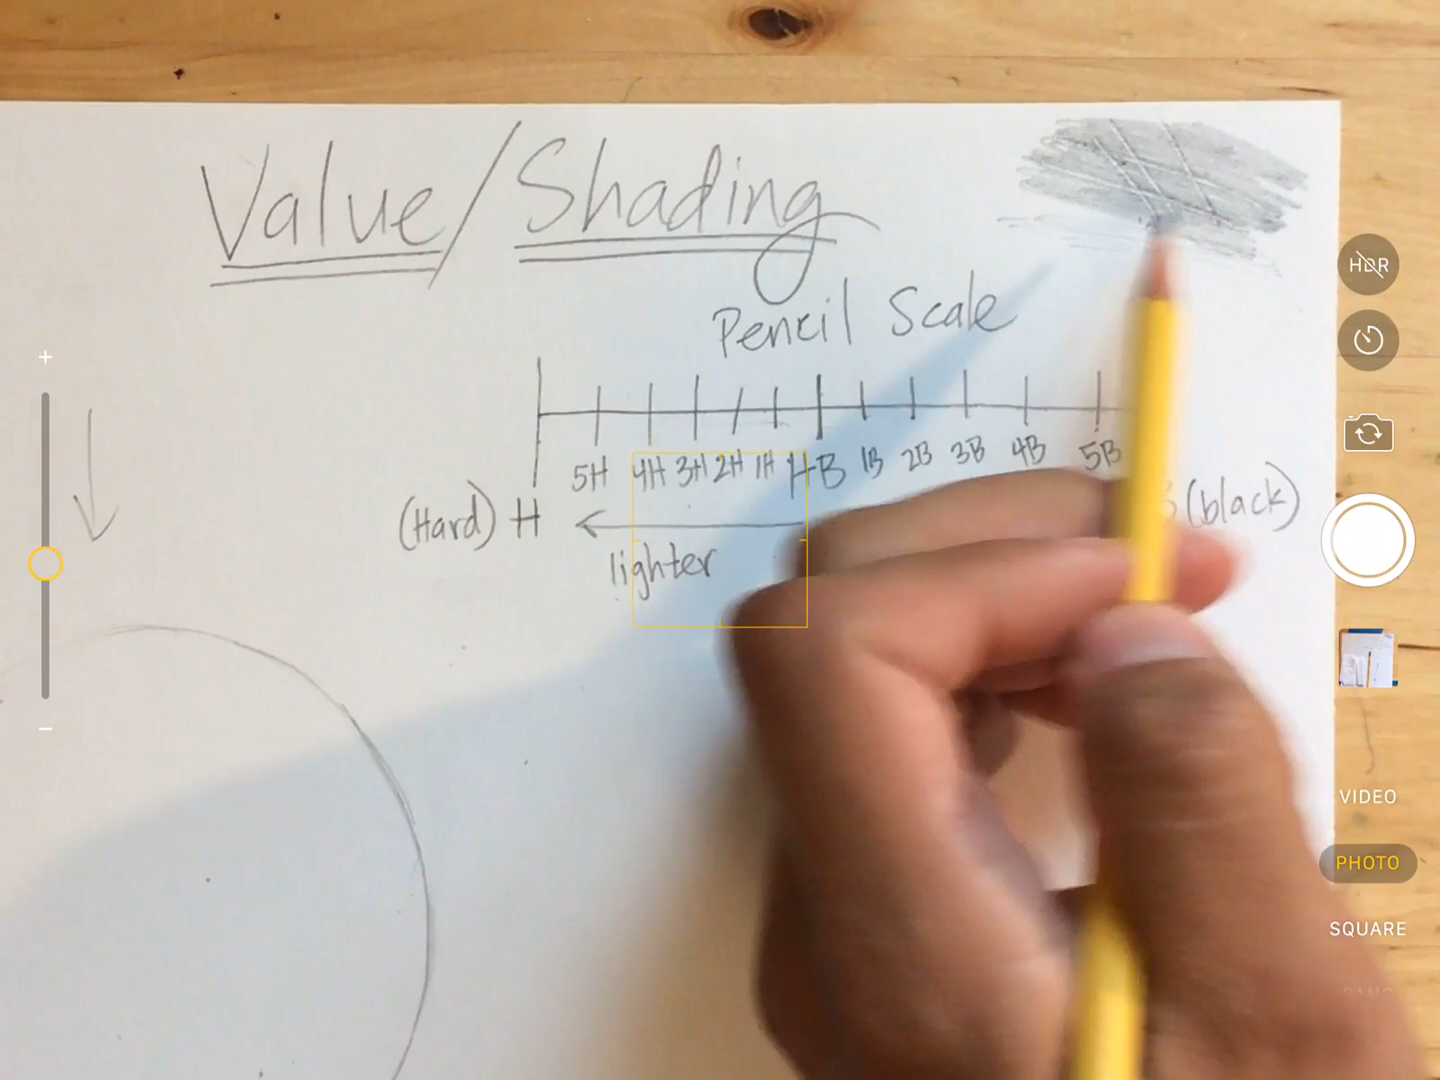 Value/Shading
Pencil Scale
5H 4H 3H 2H 1H HB 1B 2B 3B 4B 5B
(Hard) H (black)
lighter
HDR
VIDEO
PHOTO
SQUARE